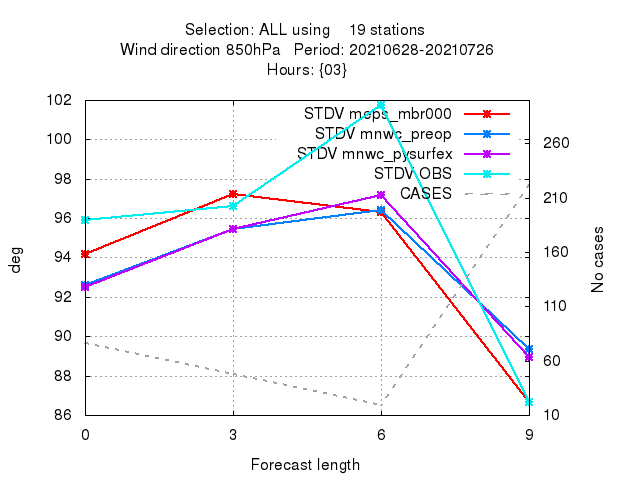 Selection: ALL using 19 stations
Wind direction 850hPa Period: 20210628-20210726
Hours: {03}
102
100
98
96
94
92
90
88
86
deg
STDV meps_mbr000
STDV mnwc_preop
STDV mnwc_pysurfex
STDV OBS
CASES
260
210
160
110
60
10
No cases
0 3 6 9
Forecast length